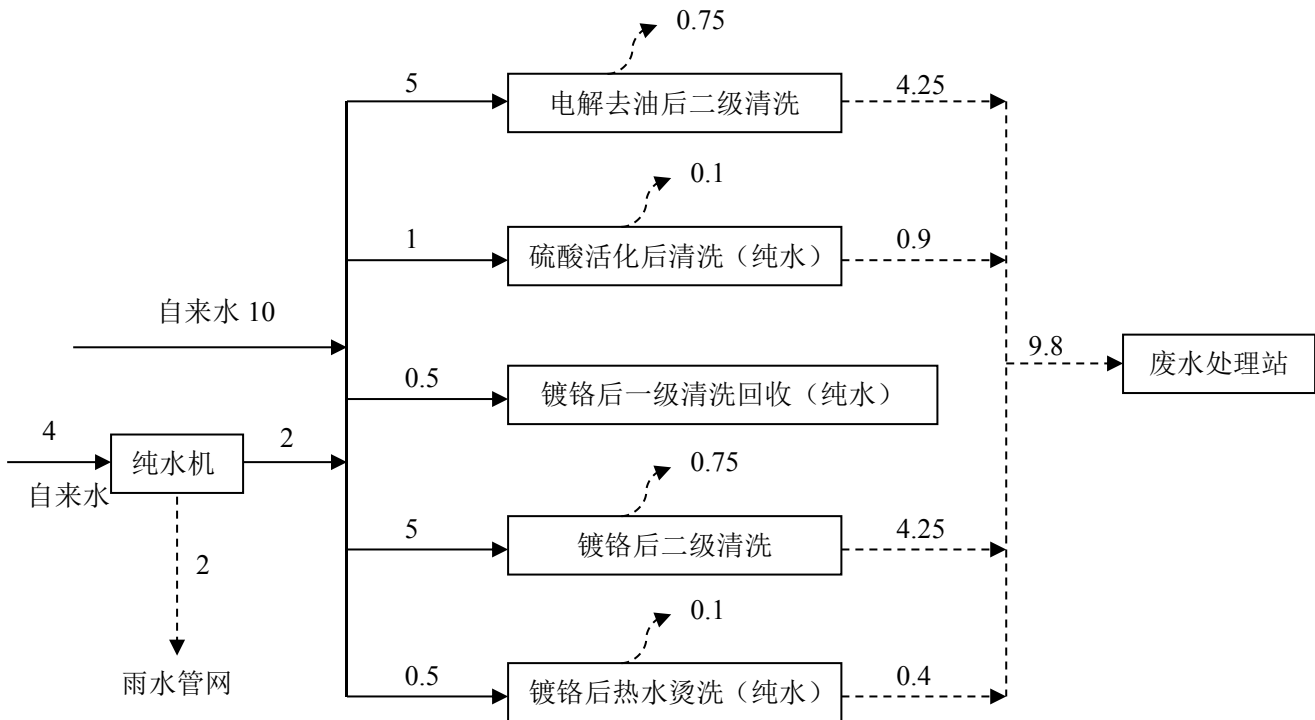 0.75
5
电解去油后二级清洗
4.25
0.1
1
硫酸活化后清洗（纯水）
0.9
自来水 10
9.8
废水处理站
0.5
镀铬后一级清洗回收（纯水）
4
纯水机
2
自来水
0.75
5
镀铬后二级清洗
4.25
2
0.1
雨水管网
0.5
镀铬后热水烫洗（纯水）
0.4